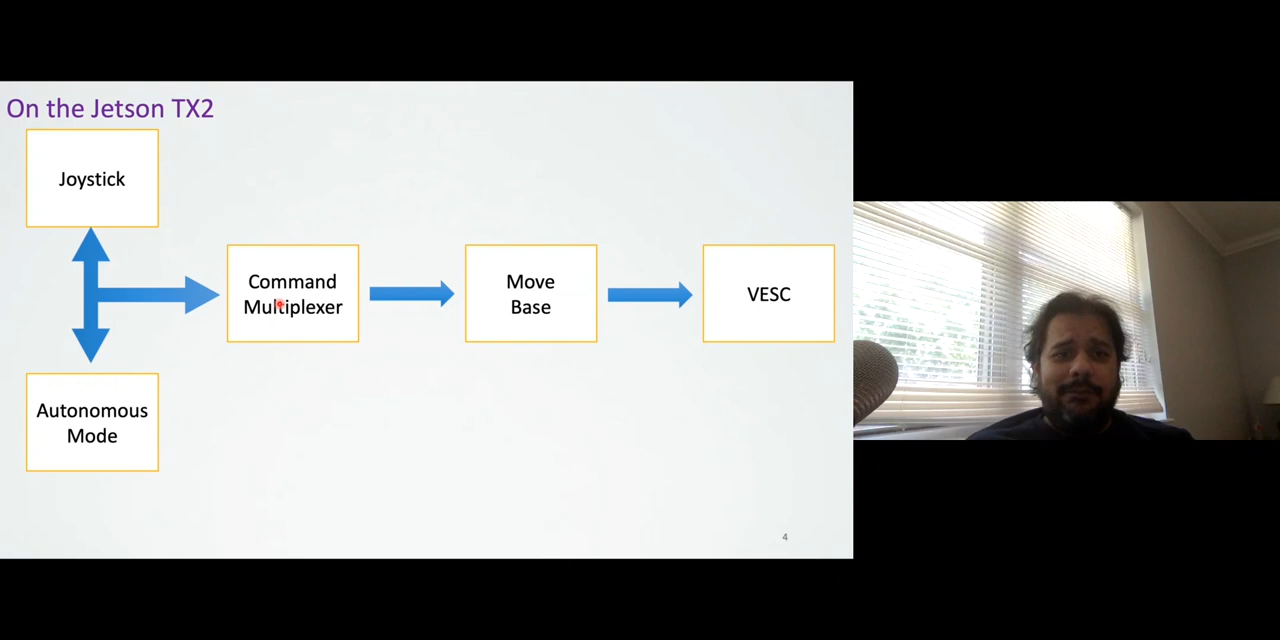 On the Jetson TX2
Joystick
Command
Multiplexer
Move
Base
VESC
Autonomous
Mode
4